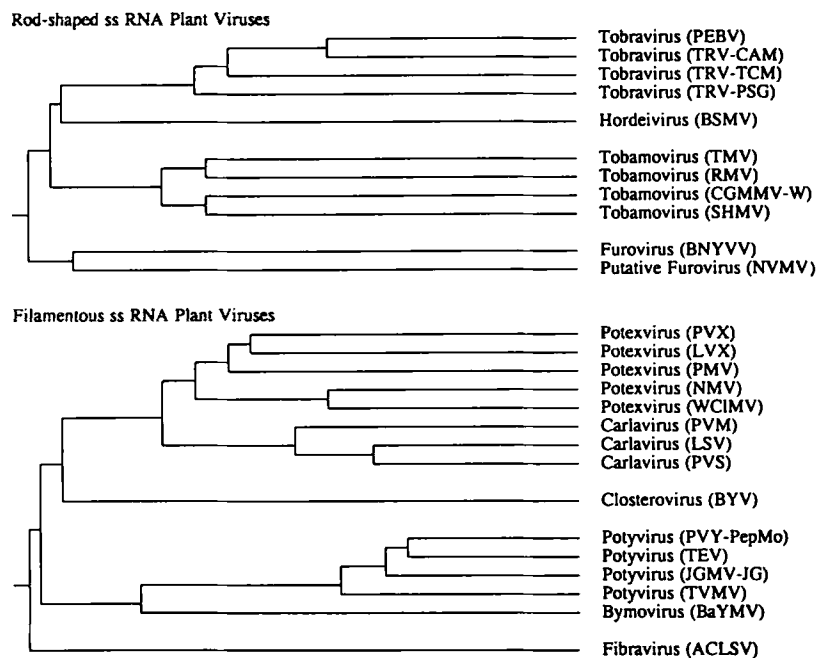 Rod-shaped ss RNA Plant Viruses
Tobravirus (PEBV)
Tobravirus (TRV-CAM)
Tobravirus (TRV-TCM)
Tobravirus (TRV-PSG)
Hordeivirus (BSMV)
Tobamovirus (TMV)
Tobamovirus (RMV)
Tobamovirus (CGMMV-W)
Tobamovirus (SHMV)
Furovirus (BNYVV)
Putative Furovirus (NVMV)
Filamentous ss RNA Plant Viruses
Potexvirus (PVX)
Potexvirus (LVX)
Potexvirus (PMV)
Potexvirus (NMV)
Potexvirus (WClMV)
Carlavirus (PVM)
Carlavirus (LSV)
Carlavirus (PVS)
Closterovirus (BYV)
Potyvirus (PVY-PepMo)
Potyvirus (TEV)
Potyvirus (JGMV-JG)
Potyvirus (TVMV)
Bymovirus (BaYMV)
Fibravirus (ACLSV)